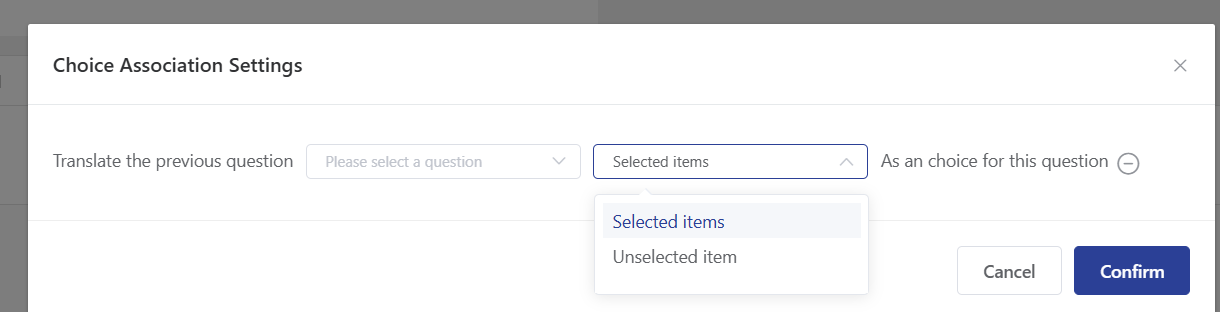 Choice Association Settings
Translate the previous question Please select a question Selected items As an choice for this question
Selected items
Unselected item
Cancel Confirm